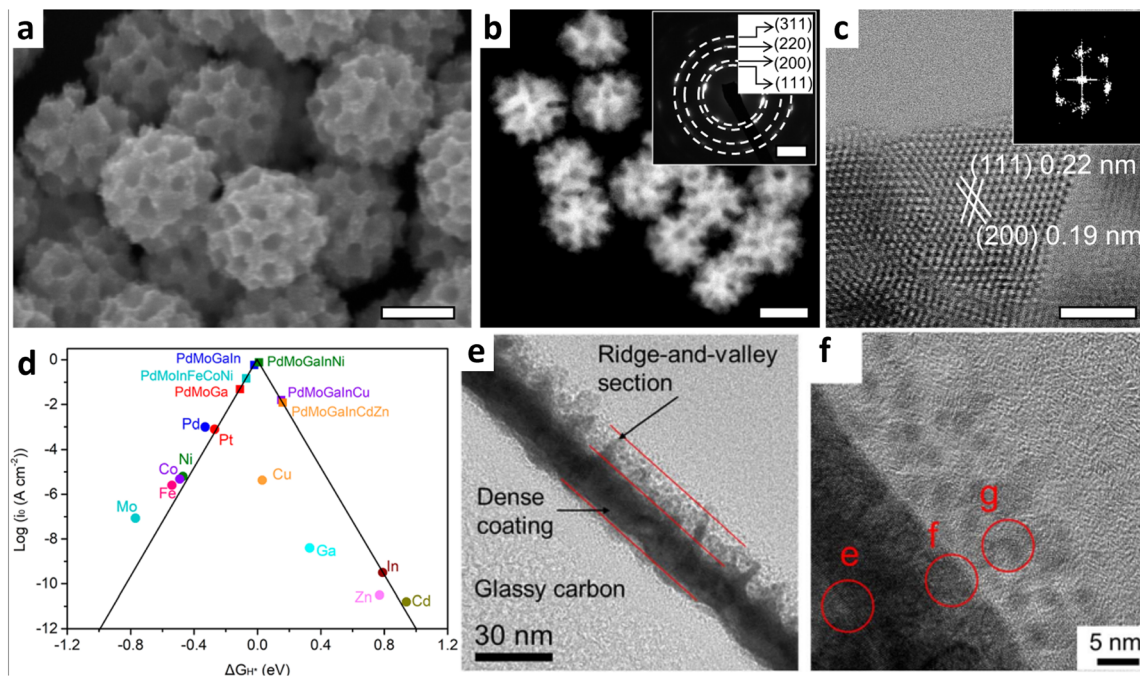 a
b
(311)
(220)
(200)
(111)
c
(111) 0.22 nm
(200) 0.19 nm
d
Log (i₀ (A cm⁻²))
0
-2
-4
-6
-8
-10
-12
PdMoGaIn
PdMoGaInNi
PdMoInFeCoNi
PdMoGa
PdMoGaInCu
PdMoGaInCdZn
Pd
Pt
Ni
Co
Fe
Cu
Mo
Ga
In
Zn
Cd
-1.2
-0.8
-0.4
0.0
0.4
0.8
1.2
ΔGH* (eV)
e
Ridge-and-valley
section
Dense
coating
Glassy carbon
30 nm
f
g
f
e
5 nm